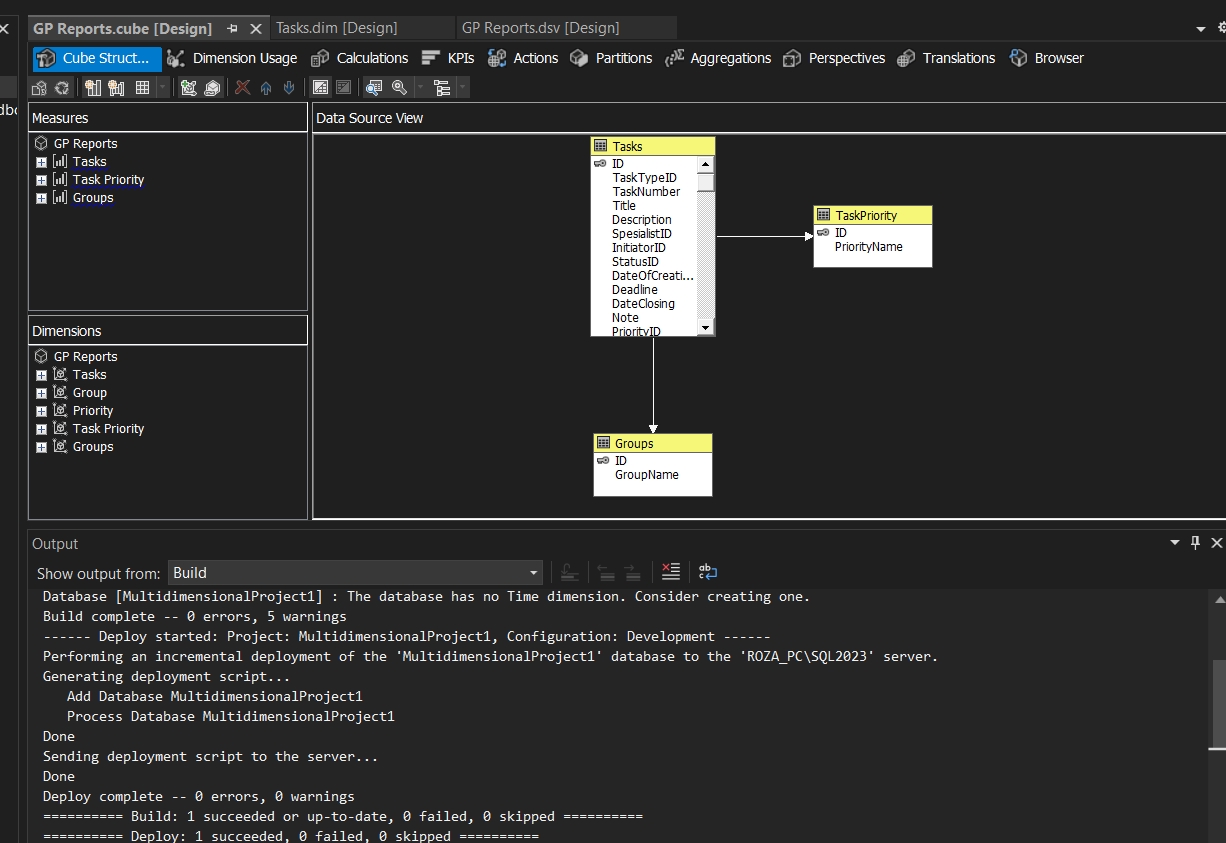 GP Reports.cube [Design]
Tasks.dim [Design]
GP Reports.dsv [Design]
Cube Struct...
Dimension Usage
Calculations
KPIs
Actions
Partitions
Aggregations
Perspectives
Translations
Browser
Measures
GP Reports
Tasks
Task Priority
Groups
Dimensions
GP Reports
Tasks
Group
Priority
Task Priority
Groups
Data Source View
Tasks
ID
TaskTypeID
TaskNumber
Title
Description
SpesialistID
InitiatorID
StatusID
DateOfCreati...
Deadline
DateClosing
Note
PriorityID
TaskPriority
ID
PriorityName
Groups
ID
GroupName
Output
Show output from: Build
Database [MultidimensionalProject1] : The database has no Time dimension. Consider creating one.
Build complete -- 0 errors, 5 warnings
------ Deploy started: Project: MultidimensionalProject1, Configuration: Development ------
Performing an incremental deployment of the 'MultidimensionalProject1' database to the 'ROZA_PC\SQL2023' server.
Generating deployment script...
Add Database MultidimensionalProject1
Process Database MultidimensionalProject1
Done
Sending deployment script to the server...
Done
Deploy complete -- 0 errors, 0 warnings
========== Build: 1 succeeded or up-to-date, 0 failed, 0 skipped ==========
========== Deploy: 1 succeeded, 0 failed, 0 skipped ==========